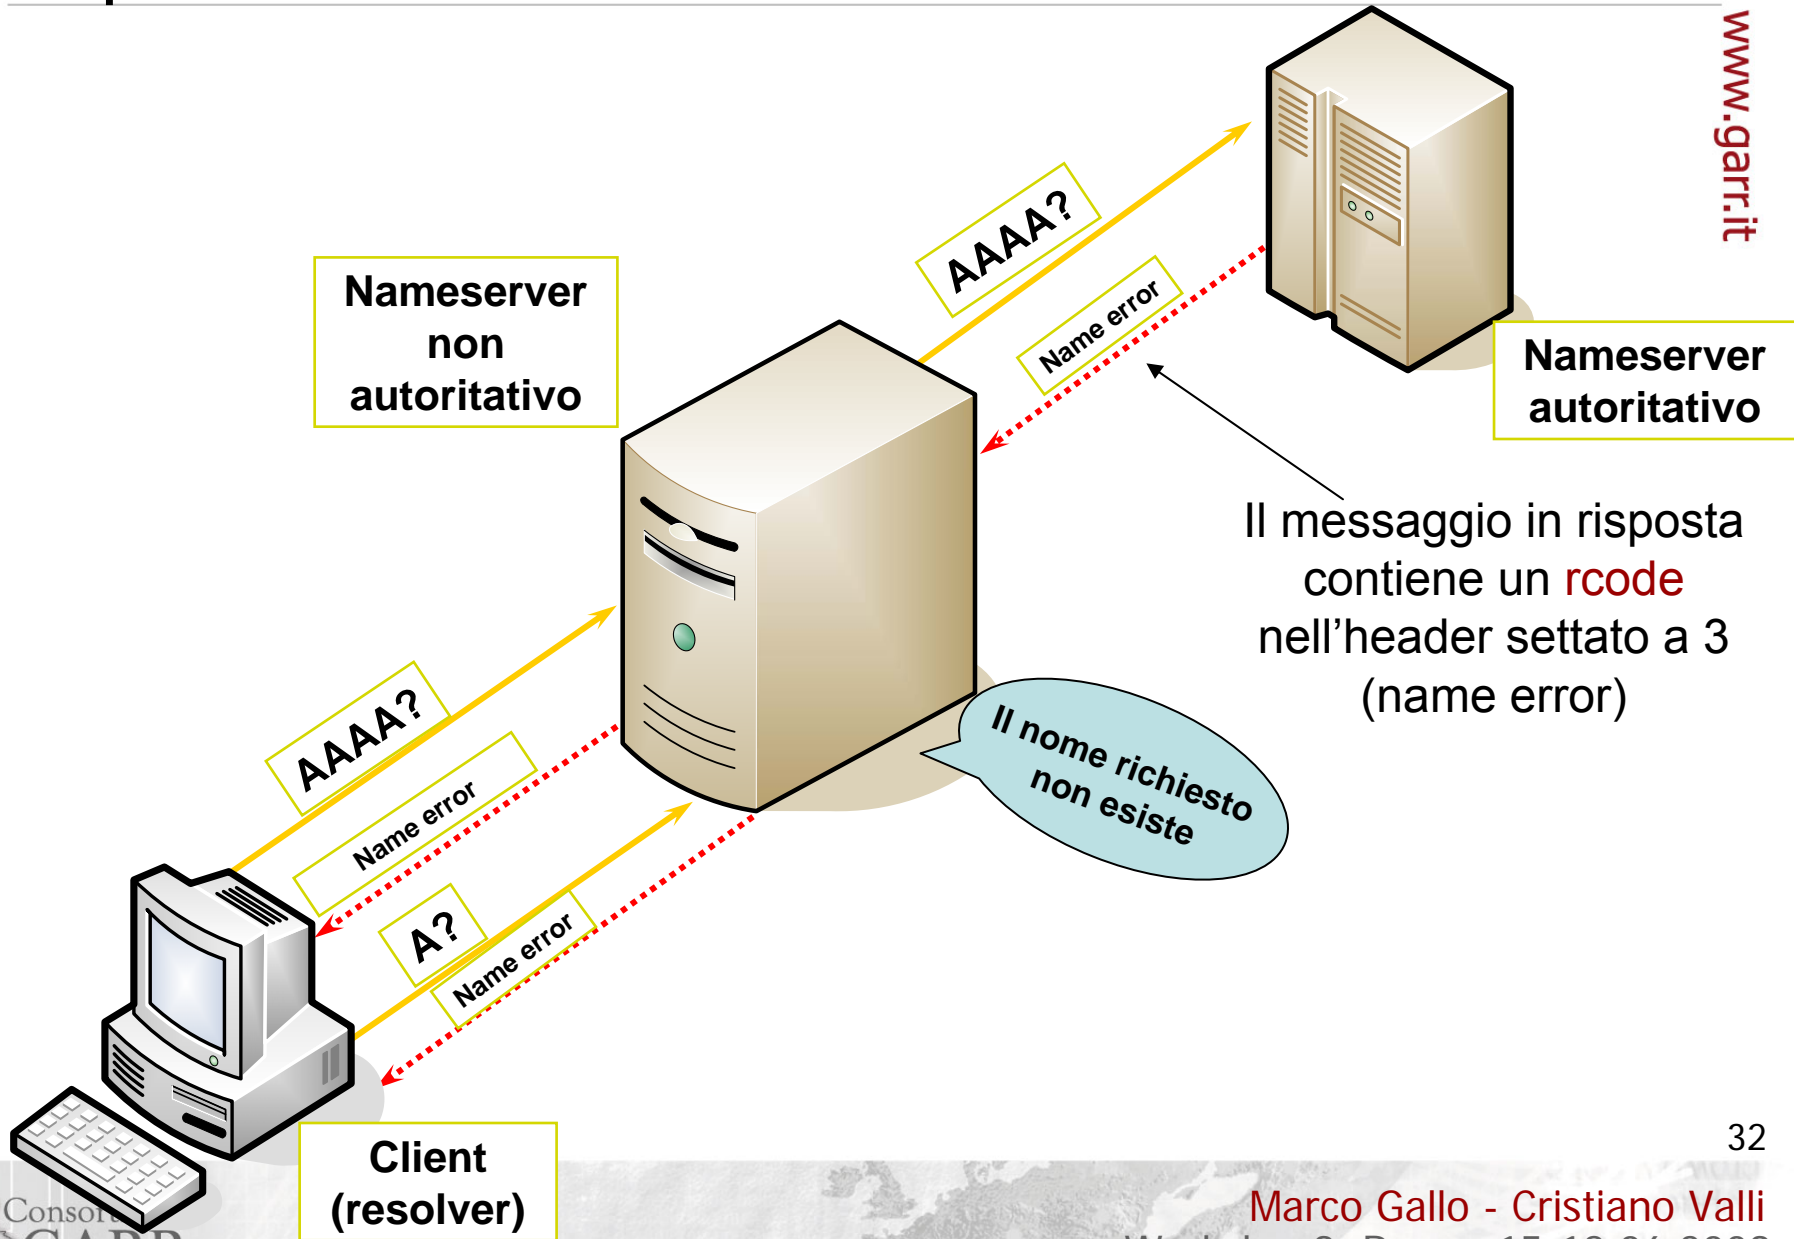 www.garr.it
AAAA?
Name error
Nameserver
non
autoritativo
Nameserver
autoritativo
Il messaggio in risposta
contiene un rcode
nell'header settato a 3
(name error)
AAAA?
Name error
Il nome richiesto
non esiste
A?
Name error
Client
(resolver)
32
Marco Gallo - Cristiano Valli